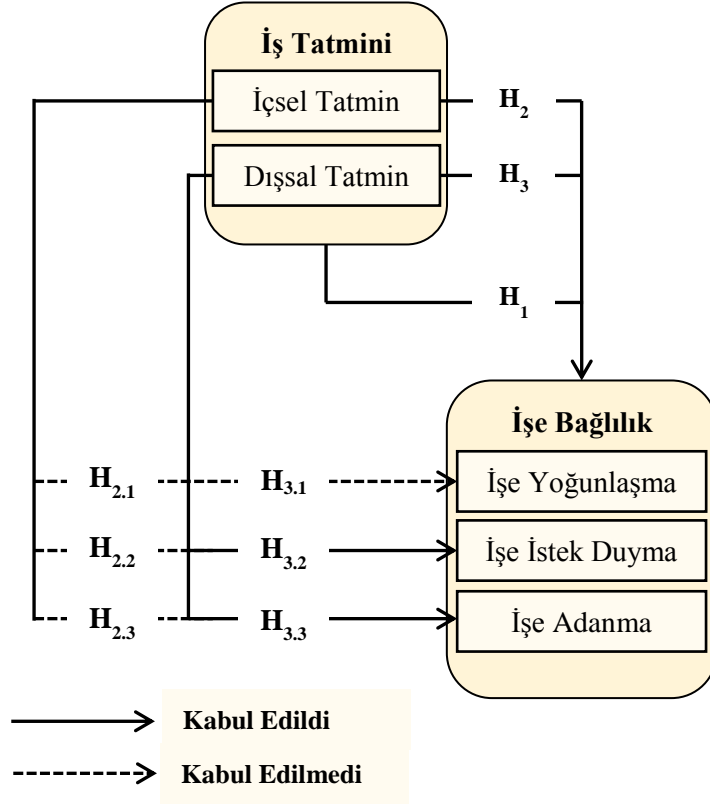 İş Tatmini
İçsel Tatmin
H2
Dışsal Tatmin
H3
H1
İşe Bağlılık
H2.1
H3.1
İşe Yoğunlaşma
H2.2
H3.2
İşe İstek Duyma
H2.3
H3.3
İşe Adanma
Kabul Edildi
Kabul Edilmedi